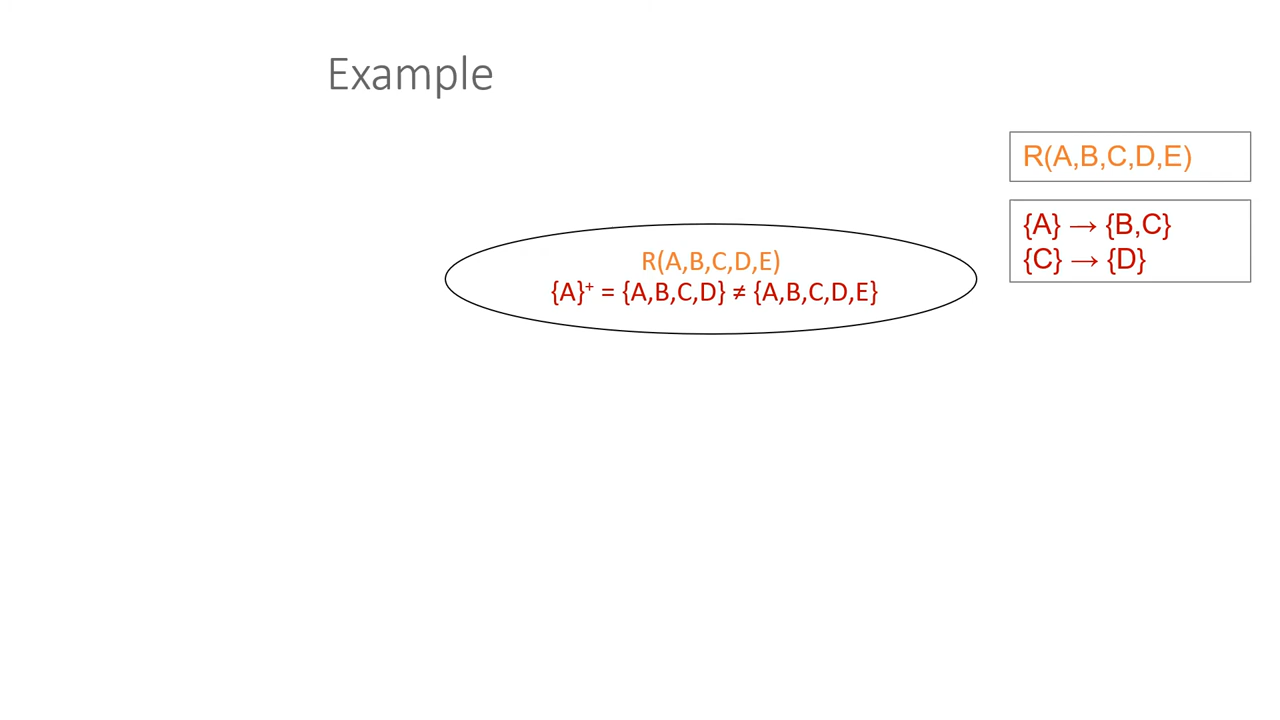 Example
R(A,B,C,D,E)
{A} → {B,C}
{C} → {D}
R(A,B,C,D,E)
{A}⁺ = {A,B,C,D} ≠ {A,B,C,D,E}